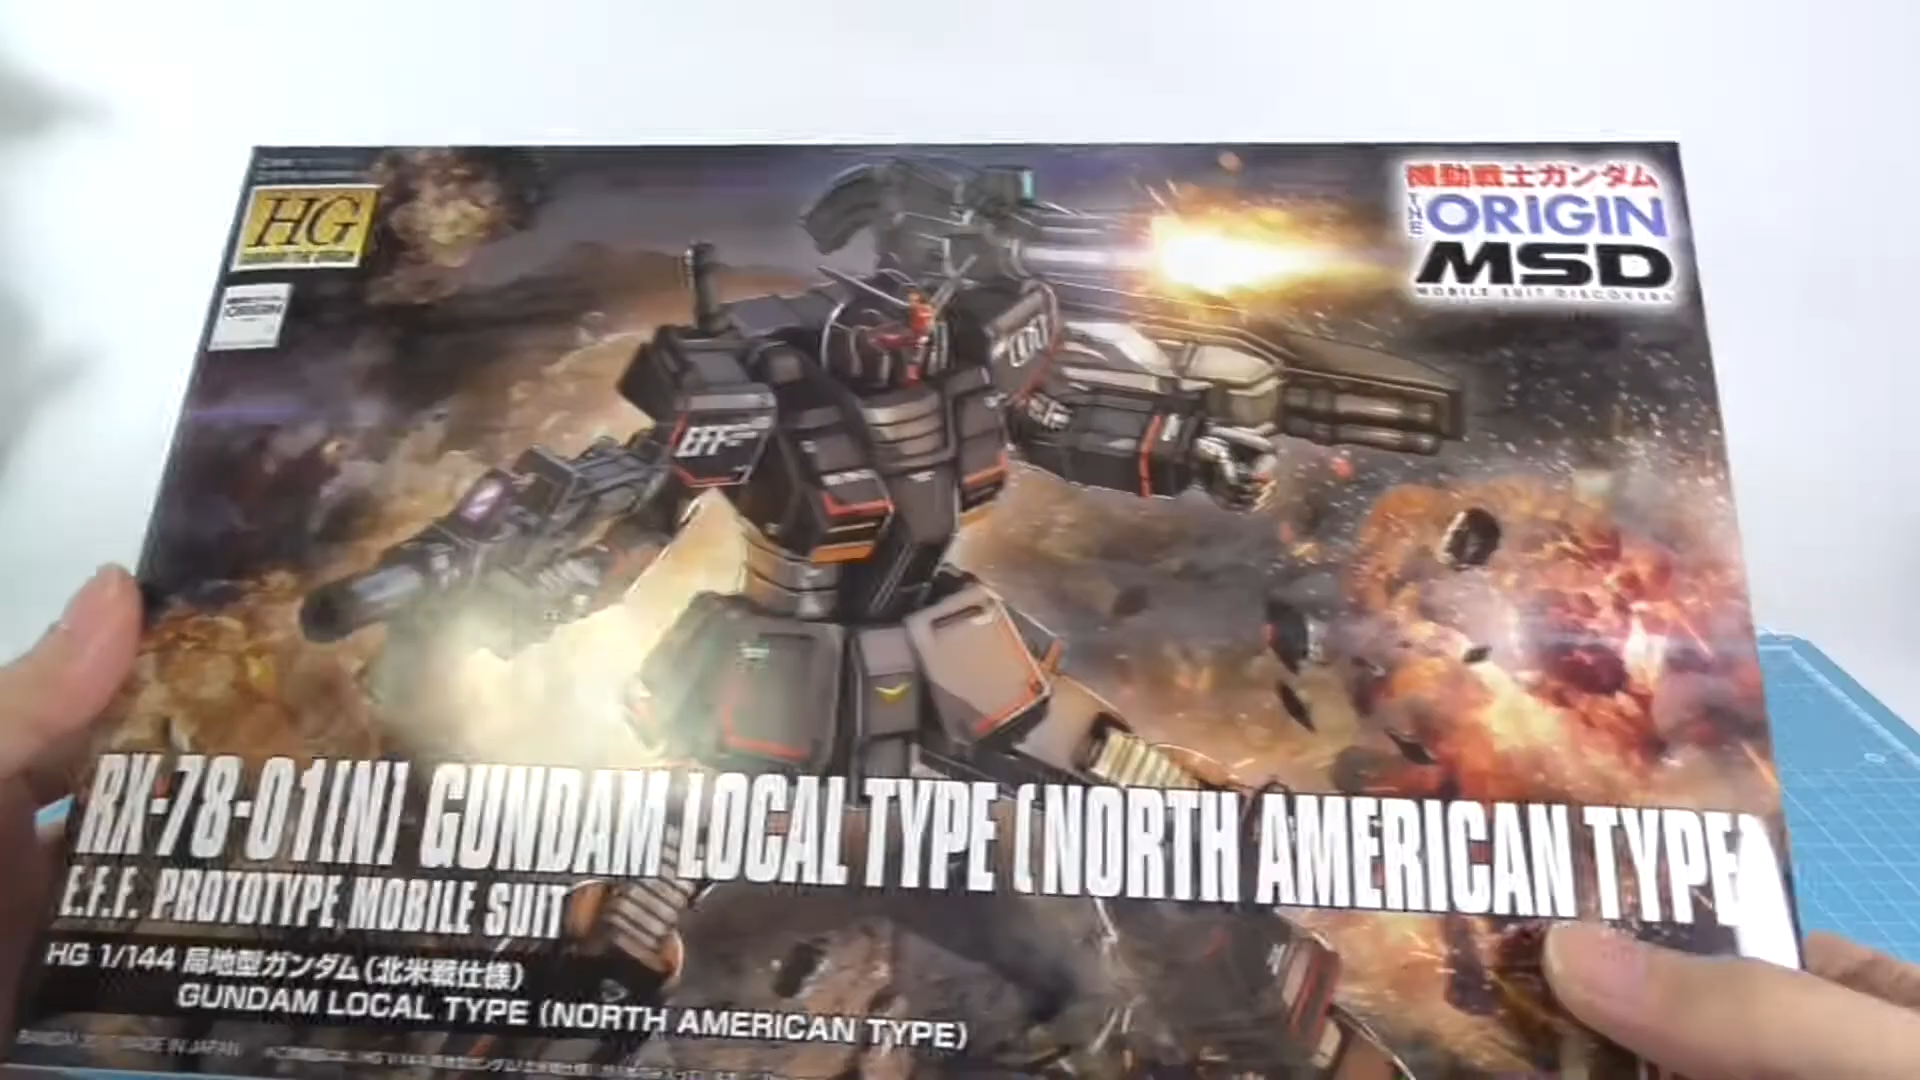 HG
機動戦士ガンダム
THE ORIGIN
MSD
MOBILE SUIT DISCOVERY
ORIGIN
EFF
RX-78-01[N] GUNDAM LOCAL TYPE (NORTH AMERICAN TYPE)
E.F.F. PROTOTYPE MOBILE SUIT
HG 1/144 局地型ガンダム(北米戦仕様)
GUNDAM LOCAL TYPE (NORTH AMERICAN TYPE)
MADE IN JAPAN